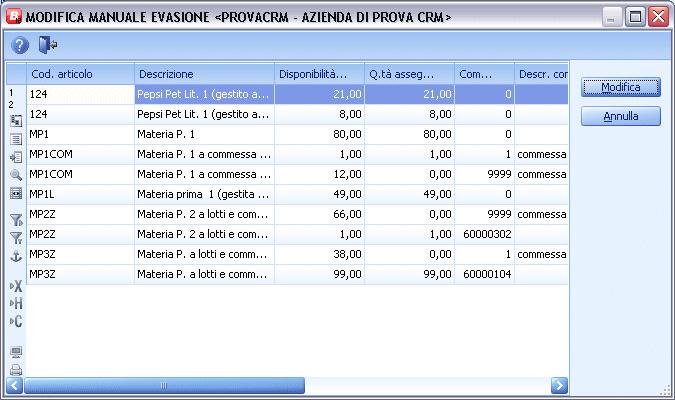 MODIFICA MANUALE EVASIONE <PROVACRM - AZIENDA DI PROVA CRM>
Cod. articolo Descrizione Disponibilità... Q.tà asseg... Com... Descr. con
124 Pepsi Pet Lit. 1 (gestito a... 21,00 21,00 0
124 Pepsi Pet Lit. 1 (gestito a... 8,00 8,00 0
MP1 Materia P. 1 80,00 80,00 0
MP1COM Materia P. 1 a commessa ... 1,00 1,00 1 commessa
MP1COM Materia P. 1 a commessa ... 12,00 0,00 9999 commessa
MP1L Materia prima 1 (gestita ... 49,00 49,00 0
MP2Z Materia P. 2 a lotti e com... 66,00 0,00 9999 commessa
MP2Z Materia P. 2 a lotti e com... 1,00 1,00 60000302
MP3Z Materia P. a lotti e comm... 38,00 0,00 1 commessa
MP3Z Materia P. a lotti e comm... 99,00 99,00 60000104
1
2
X
H
C
Modifica
Annulla